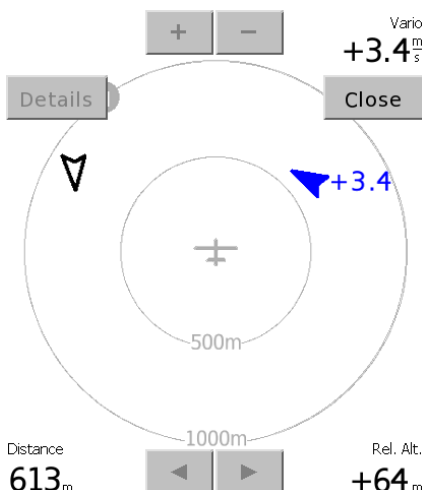 + −
Vario
+3.4 m/s
Details
Close
+3.4
500m
1000m
Distance
613 m
Rel. Alt.
+64 m